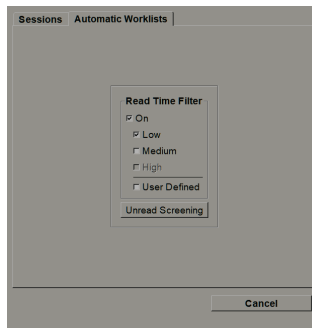 Sessions Automatic Worklists
Read Time Filter
On
Low
Medium
High
User Defined
Unread Screening
Cancel